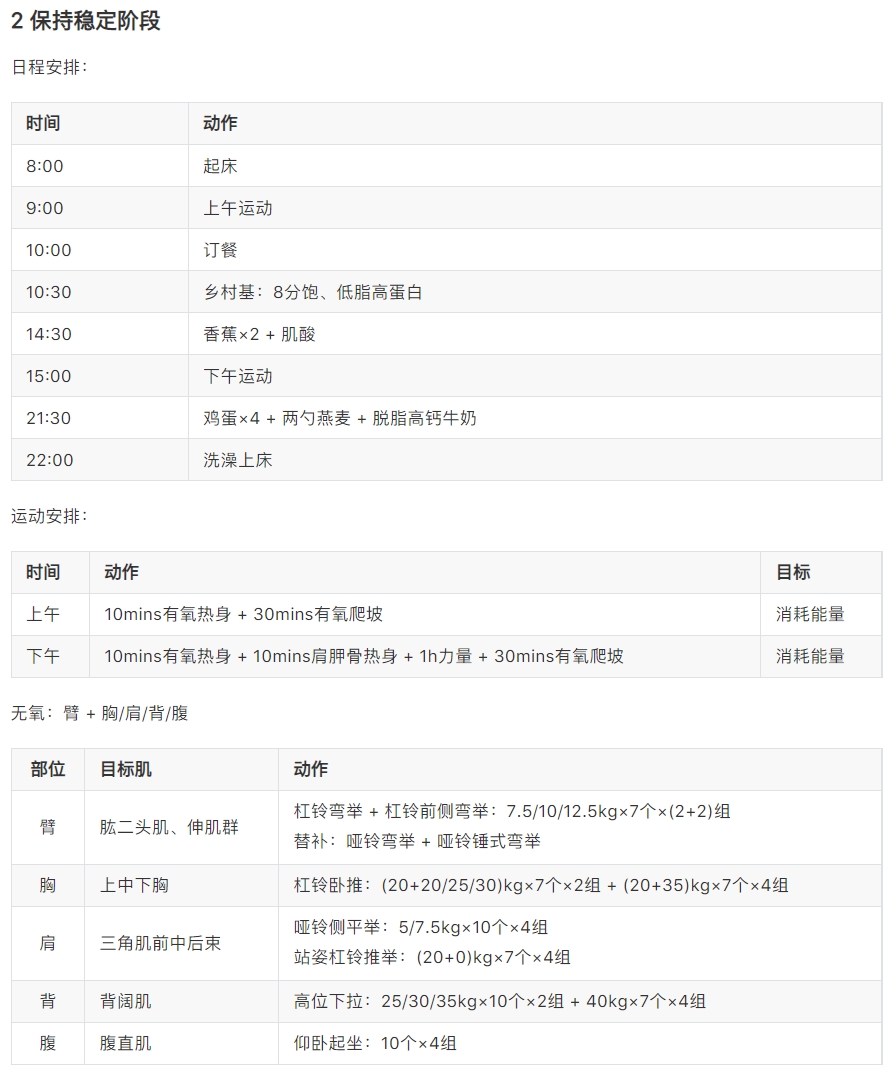 2 保持稳定阶段
日程安排：
时间 动作
8:00 起床
9:00 上午运动
10:00 订餐
10:30 乡村基：8分饱、低脂高蛋白
14:30 香蕉×2 + 肌酸
15:00 下午运动
21:30 鸡蛋×4 + 两勺燕麦 + 脱脂高钙牛奶
22:00 洗澡上床
运动安排：
时间 动作 目标
上午 10mins有氧热身 + 30mins有氧爬坡 消耗能量
下午 10mins有氧热身 + 10mins肩胛骨热身 + 1h力量 + 30mins有氧爬坡 消耗能量
无氧：臂 + 胸/肩/背/腹
部位 目标肌 动作
臂 肱二头肌、伸肌群 杠铃弯举 + 杠铃前侧弯举：7.5/10/12.5kg×7个×(2+2)组
替补：哑铃弯举 + 哑铃锤式弯举
胸 上中下胸 杠铃卧推：(20+20/25/30)kg×7个×2组 + (20+35)kg×7个×4组
肩 三角肌前中后束 哑铃侧平举：5/7.5kg×10个×4组
站姿杠铃推举：(20+0)kg×7个×4组
背 背阔肌 高位下拉：25/30/35kg×10个×2组 + 40kg×7个×4组
腹 腹直肌 仰卧起坐：10个×4组